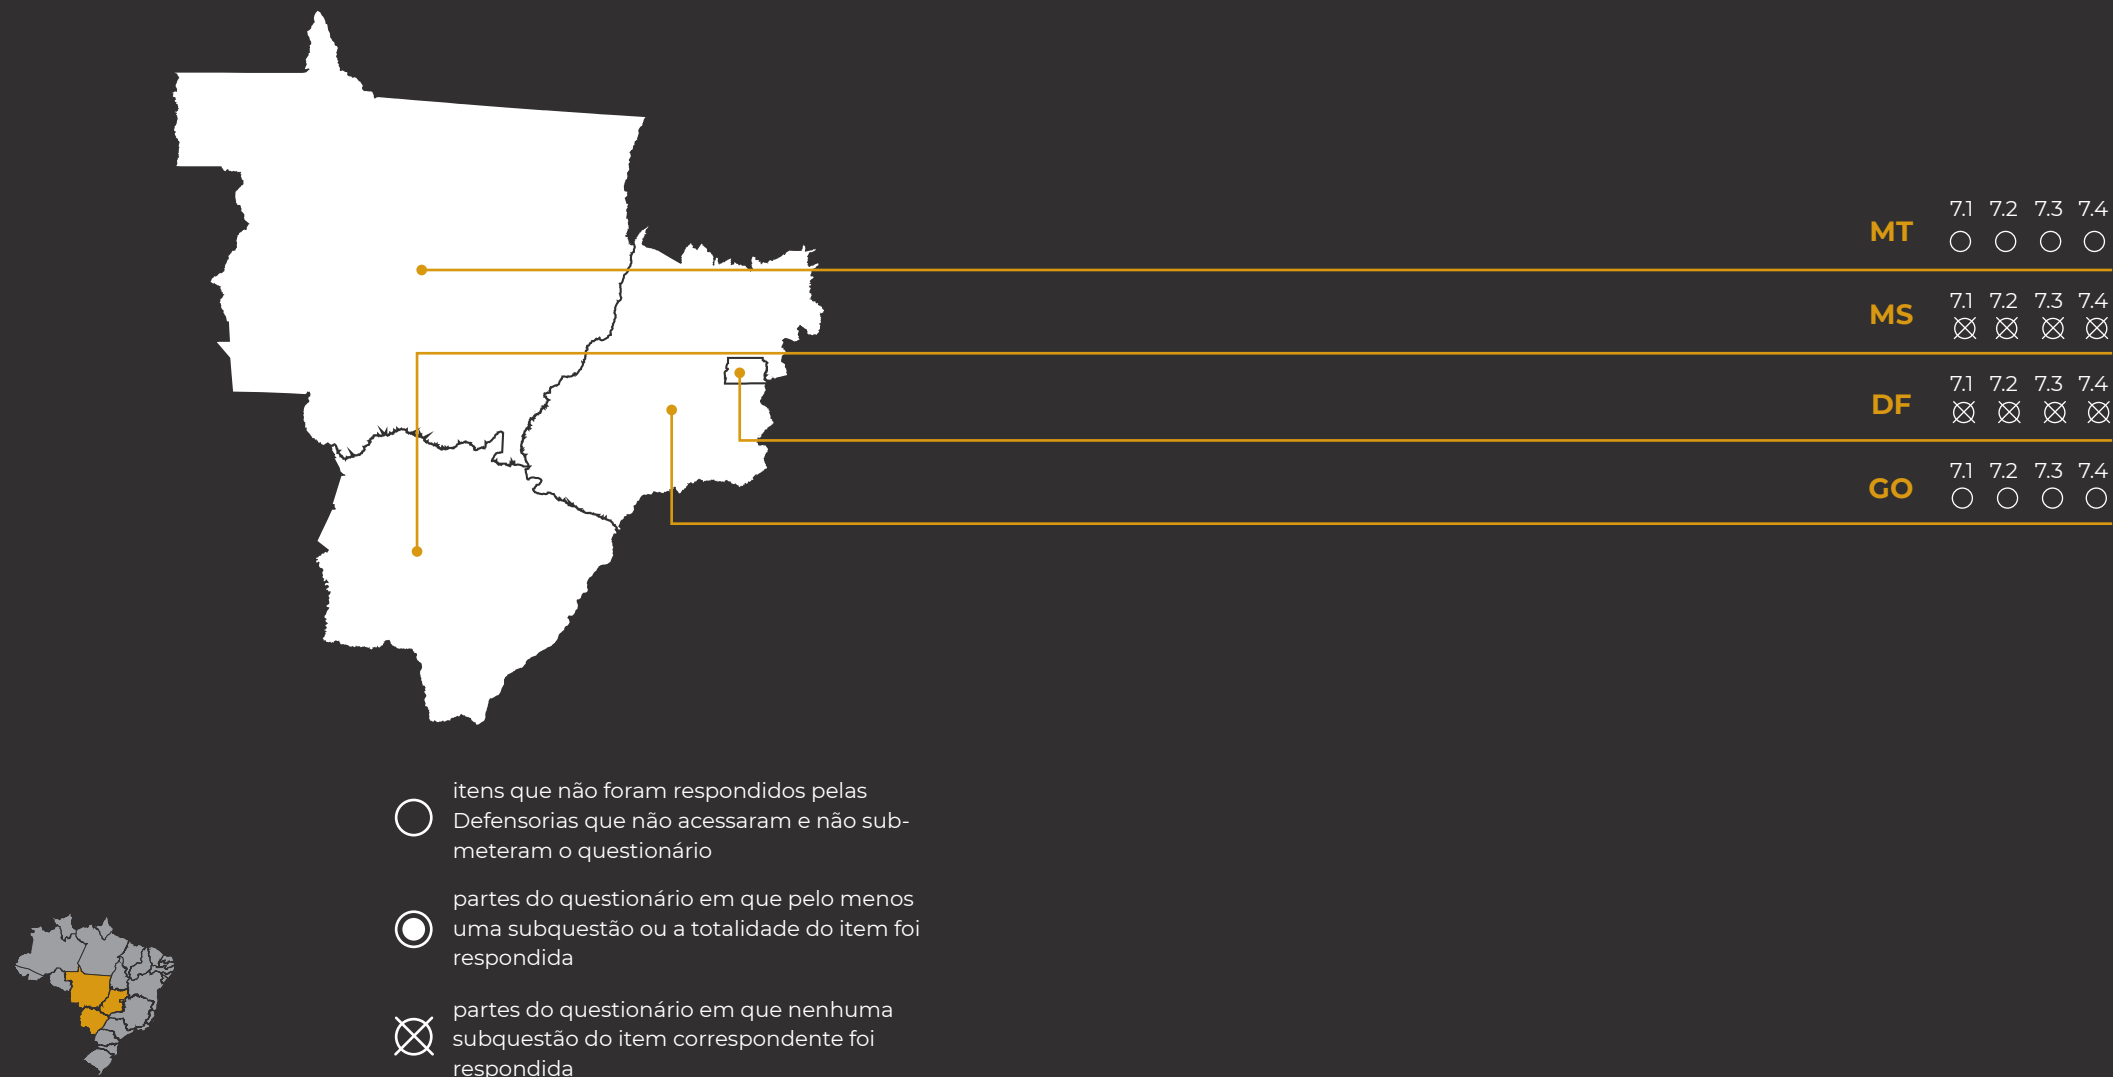 7.1 7.2 7.3 7.4
MT
7.1 7.2 7.3 7.4
MS
7.1 7.2 7.3 7.4
DF
7.1 7.2 7.3 7.4
GO
itens que não foram respondidos pelas
Defensorias que não acessaram e não sub-
meteram o questionário
partes do questionário em que pelo menos
uma subquestão ou a totalidade do item foi
respondida
partes do questionário em que nenhuma
subquestão do item correspondente foi
respondida